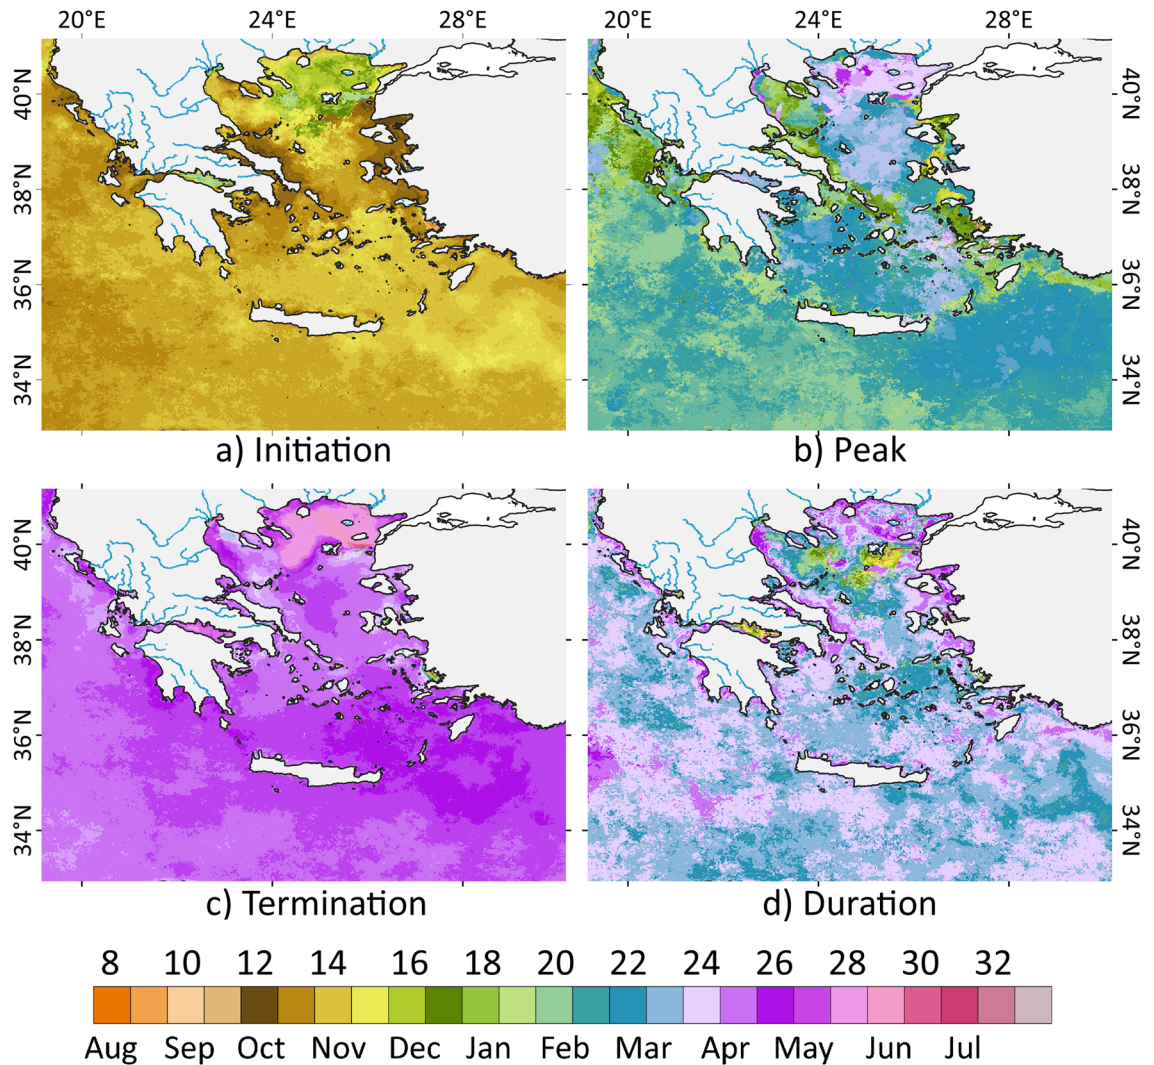 20°E 24°E 28°E 20°E 24°E 28°E
40°N 40°N
38°N 38°N
36°N 36°N
34°N 34°N
a) Initiation b) Peak
40°N 40°N
38°N 38°N
36°N 36°N
34°N 34°N
c) Termination d) Duration
8 10 12 14 16 18 20 22 24 26 28 30 32
Aug Sep Oct Nov Dec Jan Feb Mar Apr May Jun Jul